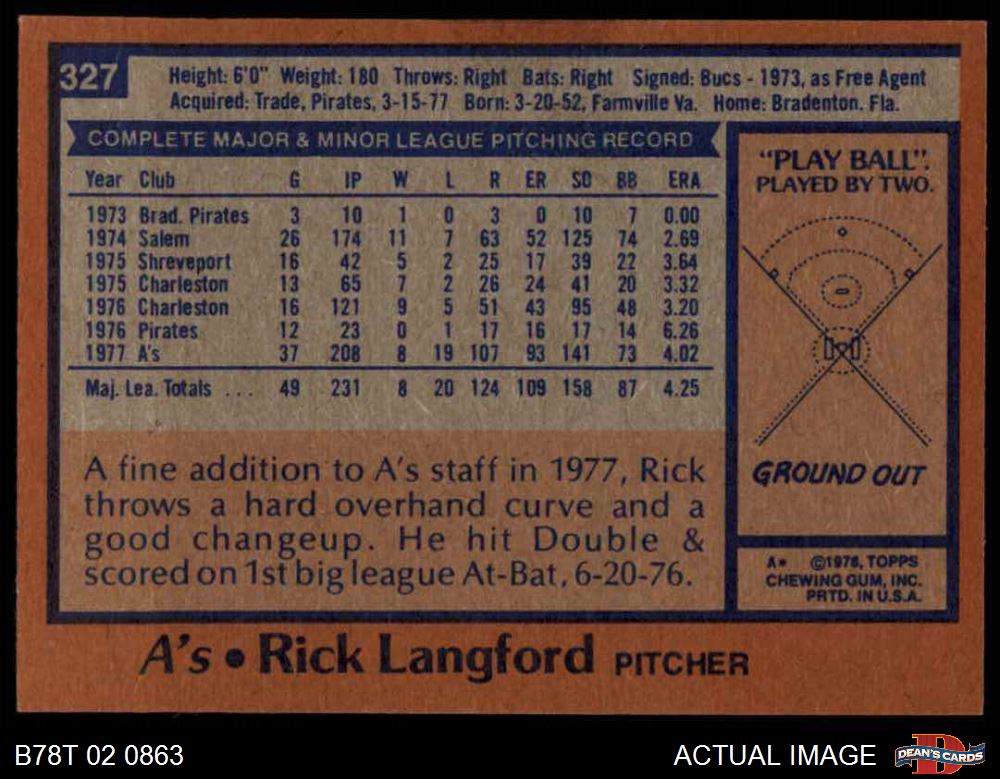 327
Height: 6'0" Weight: 180 Throws: Right Bats: Right Signed: Bucs - 1973, as Free Agent
Acquired: Trade, Pirates, 3-15-77 Born: 3-20-52, Farmville Va. Home: Bradenton, Fla.
COMPLETE MAJOR & MINOR LEAGUE PITCHING RECORD
Year Club G IP W L R ER SO BB ERA
1973 Brad. Pirates 3 10 1 0 3 0 10 7 0.00
1974 Salem 26 174 11 7 63 52 125 74 2.69
1975 Shreveport 16 42 5 2 25 17 39 22 3.64
1975 Charleston 13 65 7 2 26 24 41 20 3.32
1976 Charleston 16 121 9 5 51 43 95 48 3.20
1976 Pirates 12 23 0 1 17 16 17 14 6.26
1977 A's 37 208 8 19 107 93 141 73 4.02
Maj. Lea. Totals ... 49 231 8 20 124 109 158 87 4.25
A fine addition to A's staff in 1977, Rick
throws a hard overhand curve and a
good changeup. He hit Double &
scored on 1st big league At-Bat, 6-20-76.
"PLAY BALL".
PLAYED BY TWO.
GROUND OUT
A* ©1978, TOPPS
CHEWING GUM, INC.
PRTD. IN U.S.A.
A's • Rick Langford PITCHER
B78T 02 0863
ACTUAL IMAGE
DEAN'S CARDS